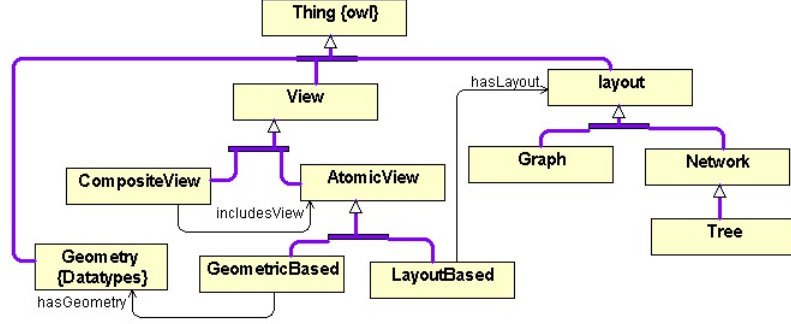 Thing {owl}
View
hasLayout
layout
Graph
Network
CompositeView
AtomicView
includesView
Tree
Geometry
{Datatypes}
GeometricBased
LayoutBased
hasGeometry